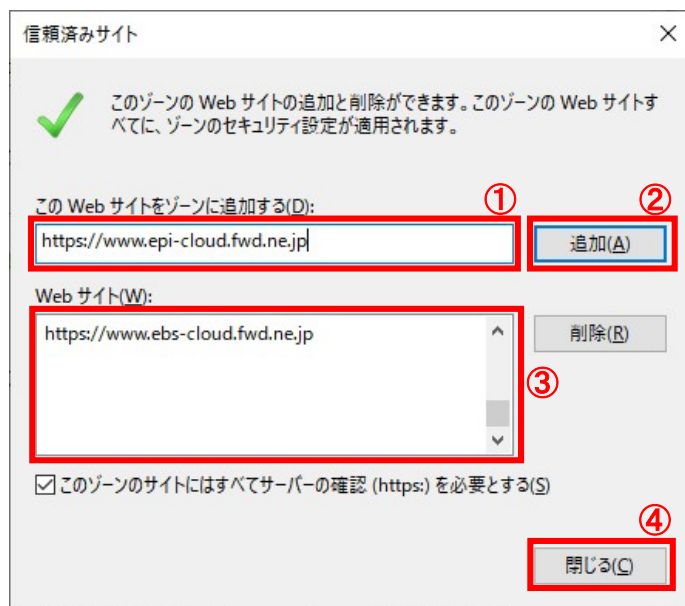 信頼済みサイト
このゾーンの Web サイトの追加と削除ができます。このゾーンの Web サイトす
べてに、ゾーンのセキュリティ設定が適用されます。
この Web サイトをゾーンに追加する(D):
①
②
https://www.epi-cloud.fwd.ne.jp
追加(A)
Web サイト(W):
https://www.ebs-cloud.fwd.ne.jp
削除(R)
③
このゾーンのサイトにはすべてサーバーの確認 (https:) を必要とする(S)
④
閉じる(C)